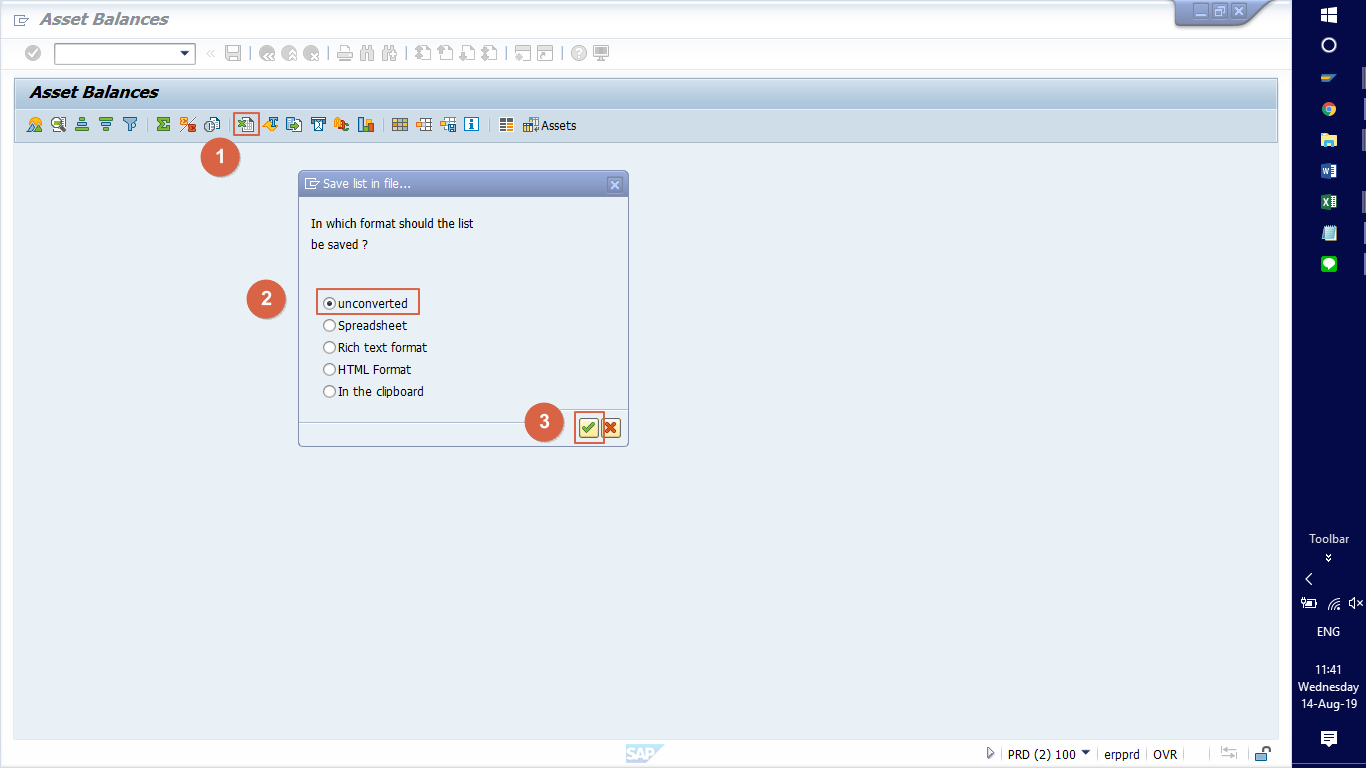 Asset Balances
Asset Balances
Assets
1
Save list in file...
In which format should the list
be saved ?
2
unconverted
Spreadsheet
Rich text format
HTML Format
In the clipboard
3
SAP
PRD (2) 100
erpprd
OVR
Toolbar
ENG
11:41
Wednesday
14-Aug-19